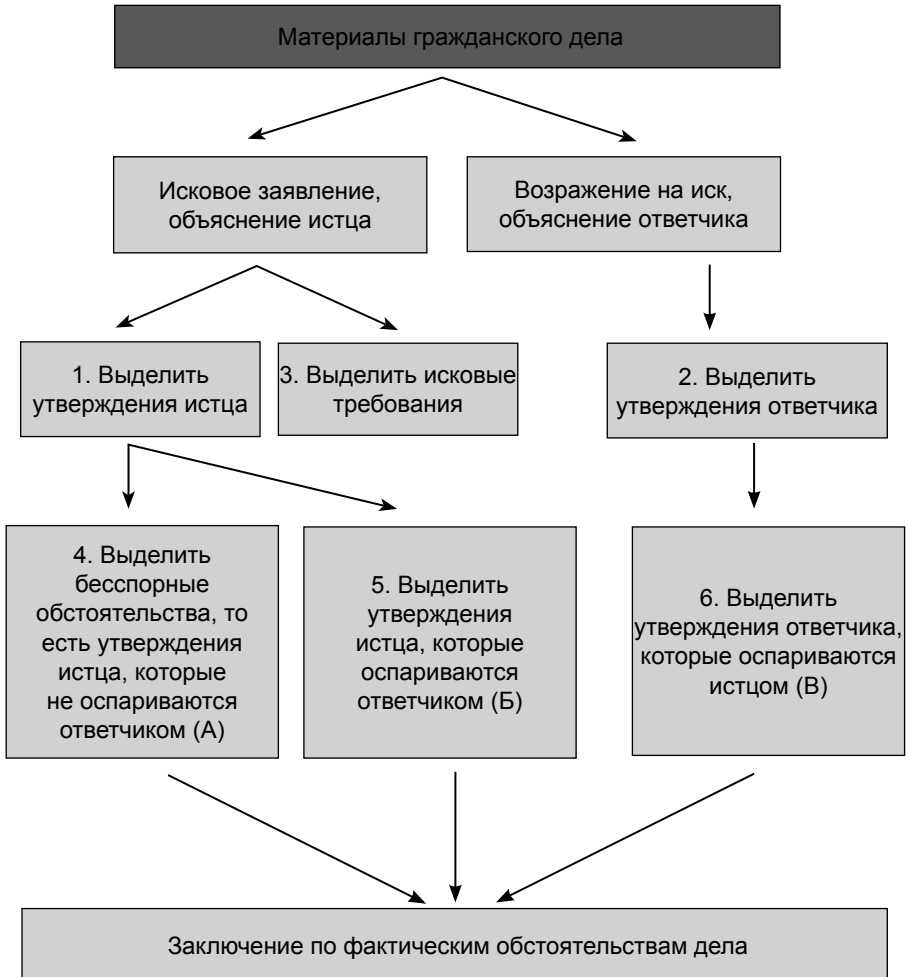 Материалы гражданского дела
Исковое заявление,
объяснение истца
Возражение на иск,
объяснение ответчика
1. Выделить
утверждения истца
3. Выделить исковые
требования
2. Выделить
утверждения ответчика
4. Выделить
бесспорные
обстоятельства, то
есть утверждения
истца, которые
не оспариваются
ответчиком (А)
5. Выделить
утверждения
истца, которые
оспариваются
ответчиком (Б)
6. Выделить
утверждения ответчика,
которые оспариваются
истцом (В)
Заключение по фактическим обстоятельствам дела